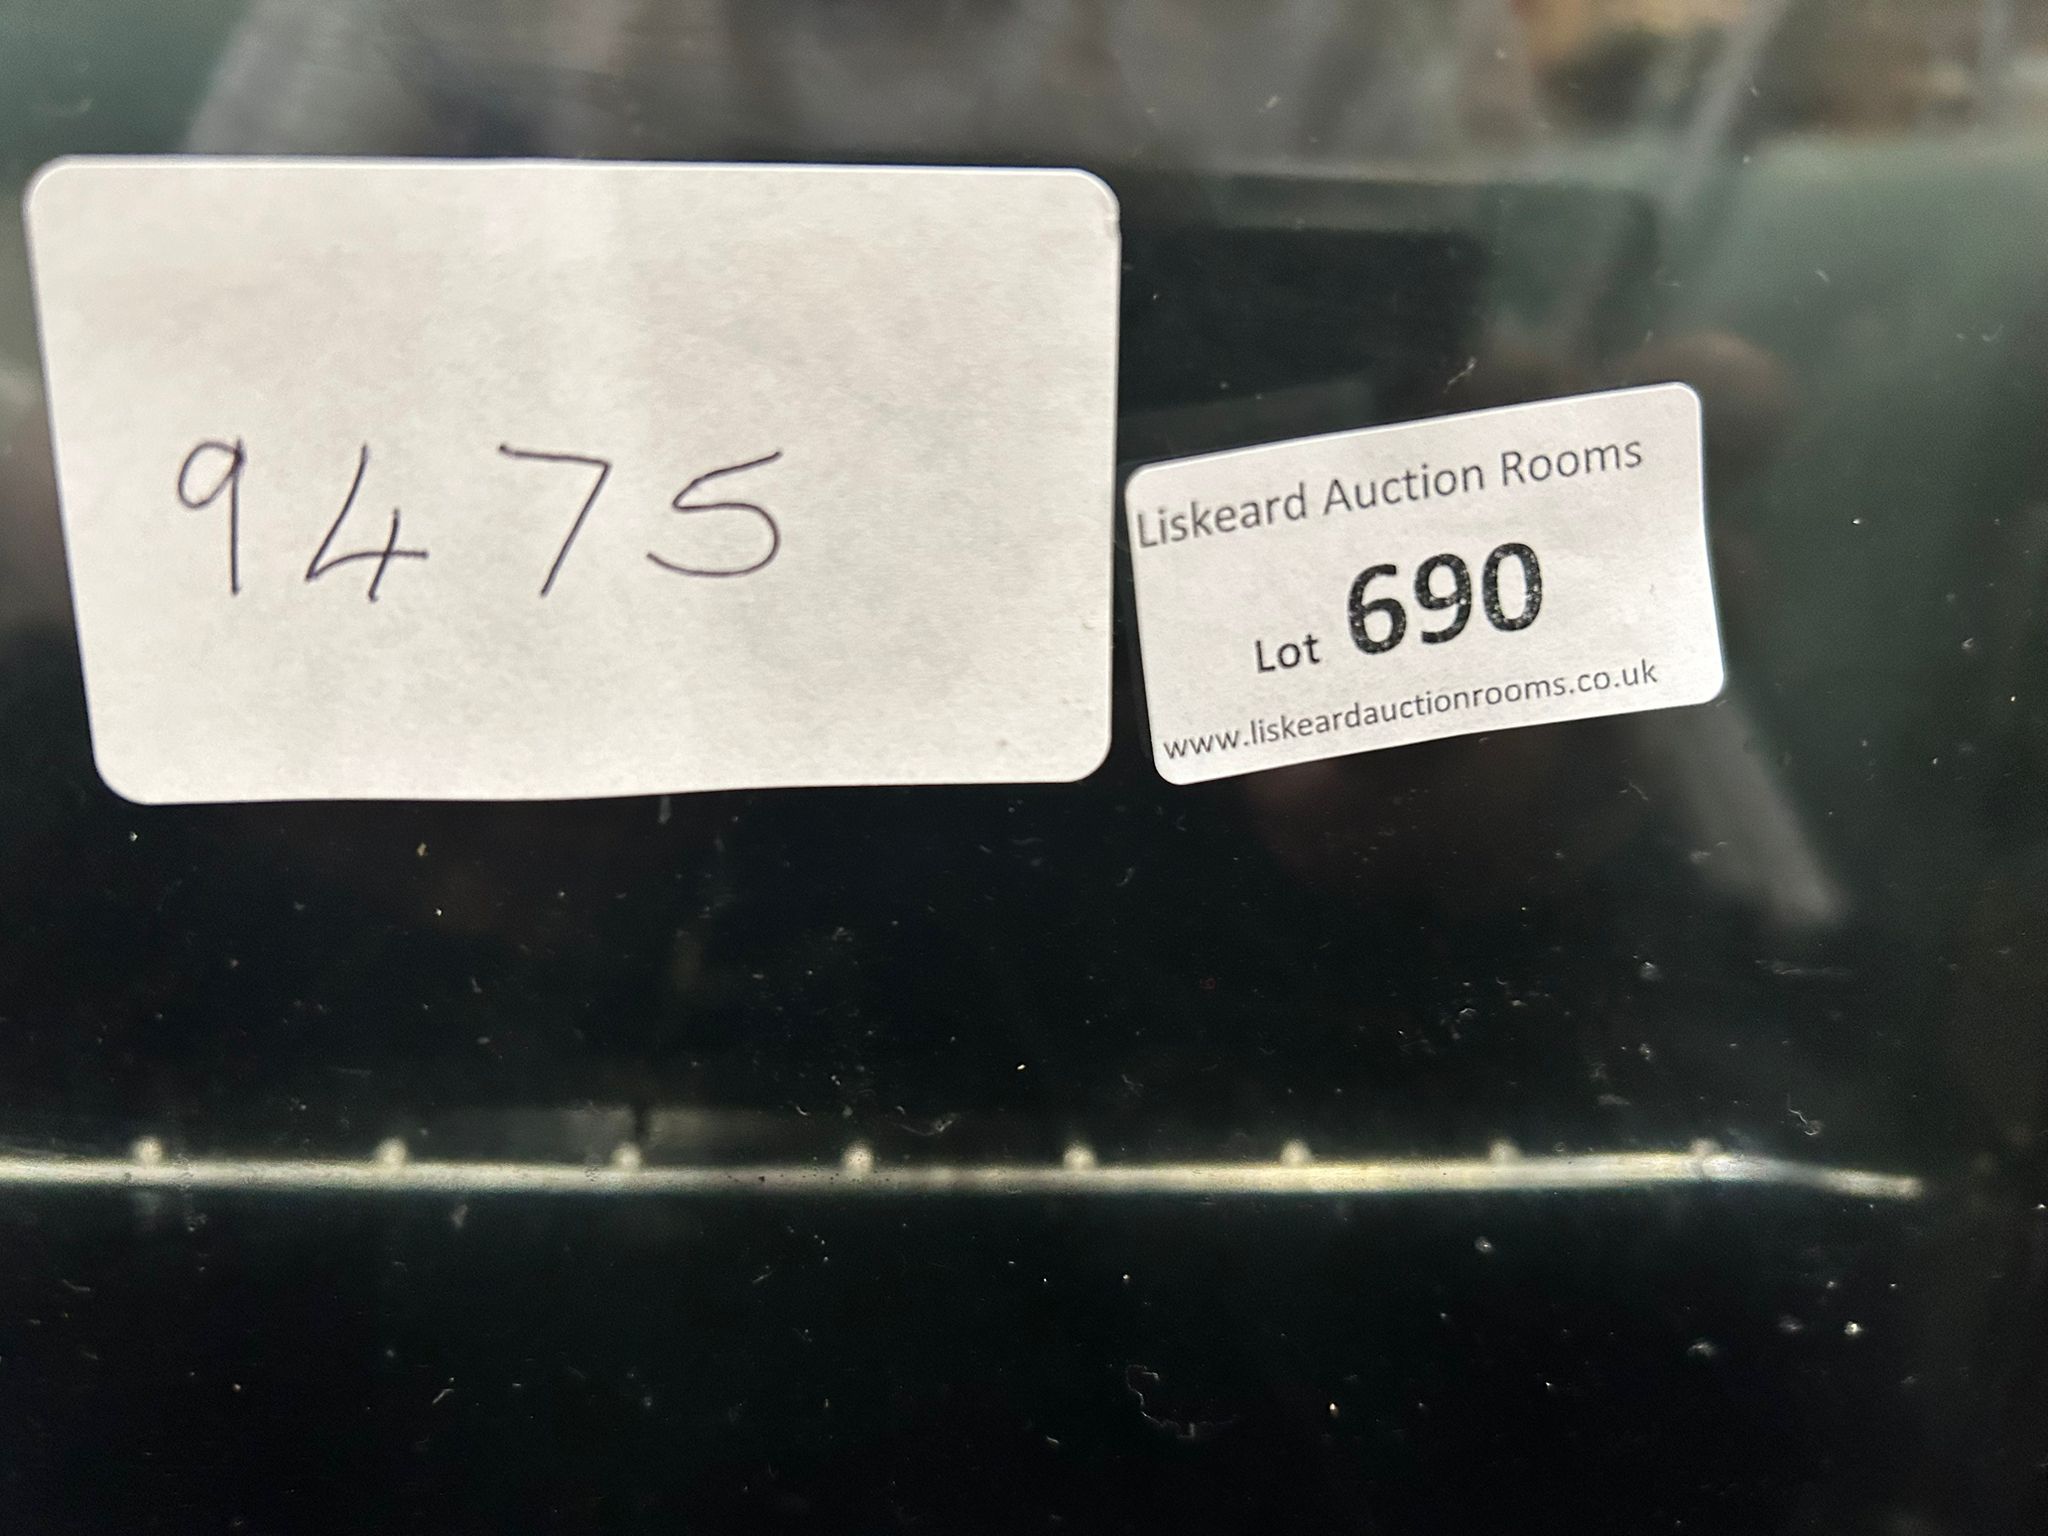 9475
Liskeard Auction Rooms
Lot 690
www.liskeardauctionrooms.co.uk